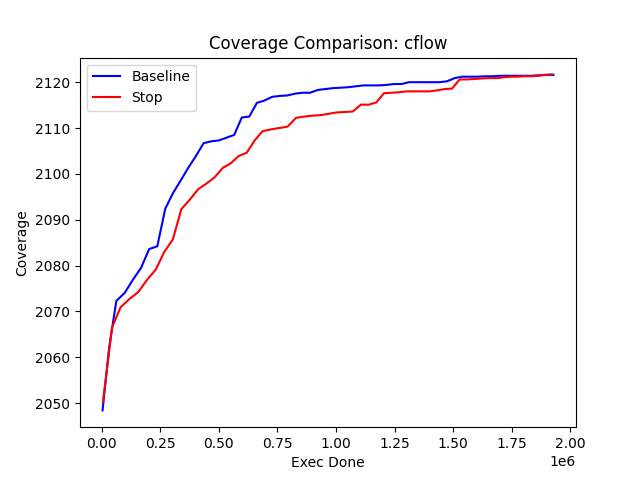 Coverage Comparison: cflow
Baseline
Stop
2120
2110
2100
2090
2080
2070
2060
2050
Coverage
0.00 0.25 0.50 0.75 1.00 1.25 1.50 1.75 2.00
1e6
Exec Done